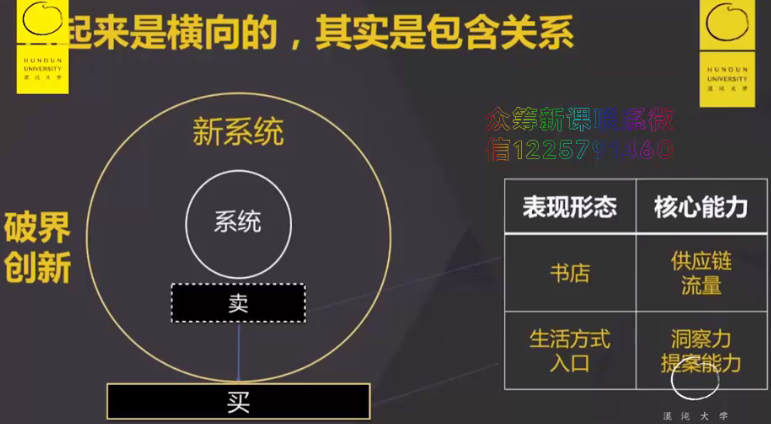 起来是横向的，其实是包含关系
HUNDUN
UNIVERSITY
混沌大学
HUNDUN
UNIVERSITY
混沌大学
众筹新课联系微
信1225791460
新系统
系统
破界
创新
卖
买
表现形态 核心能力
书店 供应链
流量
生活方式 洞察力
入口 提案能力
混沌大学